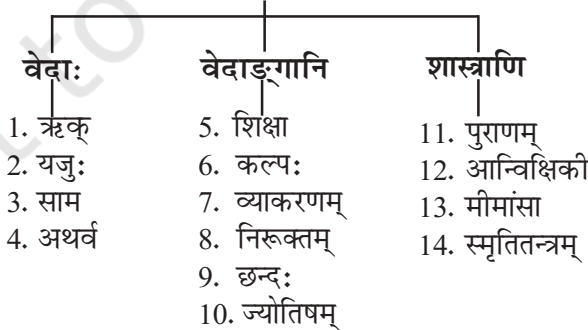 वेदाः
1. ऋक्
2. यजुः
3. साम
4. अथर्व
वेदाङ्गानि
5. शिक्षा
6. कल्पः
7. व्याकरणम्
8. निरूक्तम्
9. छन्दः
10. ज्योतिषम्
शास्त्राणि
11. पुराणम्
12. आन्विक्षिकी
13. मीमांसा
14. स्मृतितन्त्रम्